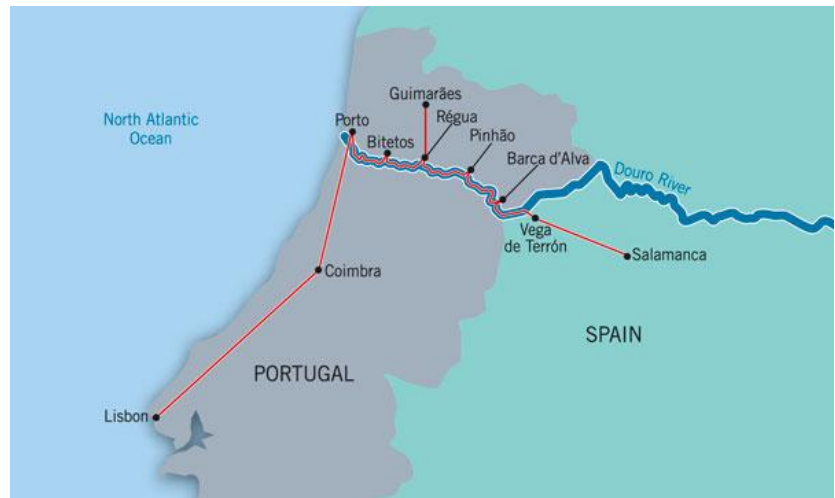 North Atlantic
Ocean
Guimarães
Porto
Régua
Bitetos
Pinhão
Barca d'Alva
Douro River
Vega
de Terrón
Salamanca
Coimbra
SPAIN
PORTUGAL
Lisbon